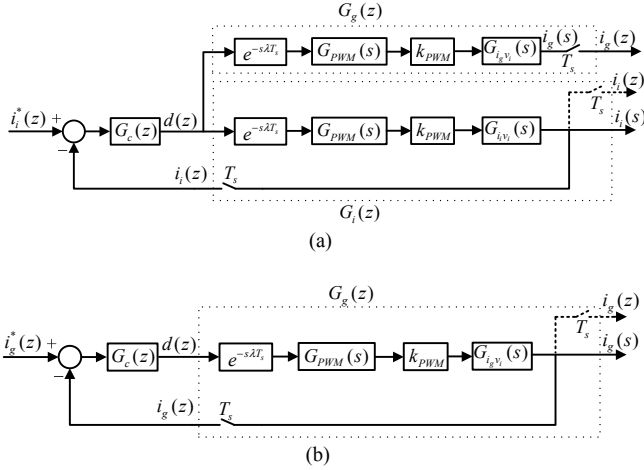 G_g(z)
e^{-sλT_s} G_{PWM}(s) k_{PWM} G_{i_g v_i}(s) i_g(s) T_s i_g(z)
i_i(z)
T_s
i_i^*(z) + − G_c(z) d(z) e^{-sλT_s} G_{PWM}(s) k_{PWM} G_{i_i v_i}(s) i_i(s)
i_i(z) T_s
G_i(z)
(a)
G_g(z)
i_g(z)
T_s
i_g^*(z) + − G_c(z) d(z) e^{-sλT_s} G_{PWM}(s) k_{PWM} G_{i_g v_i}(s) i_g(s)
i_g(z) T_s
(b)